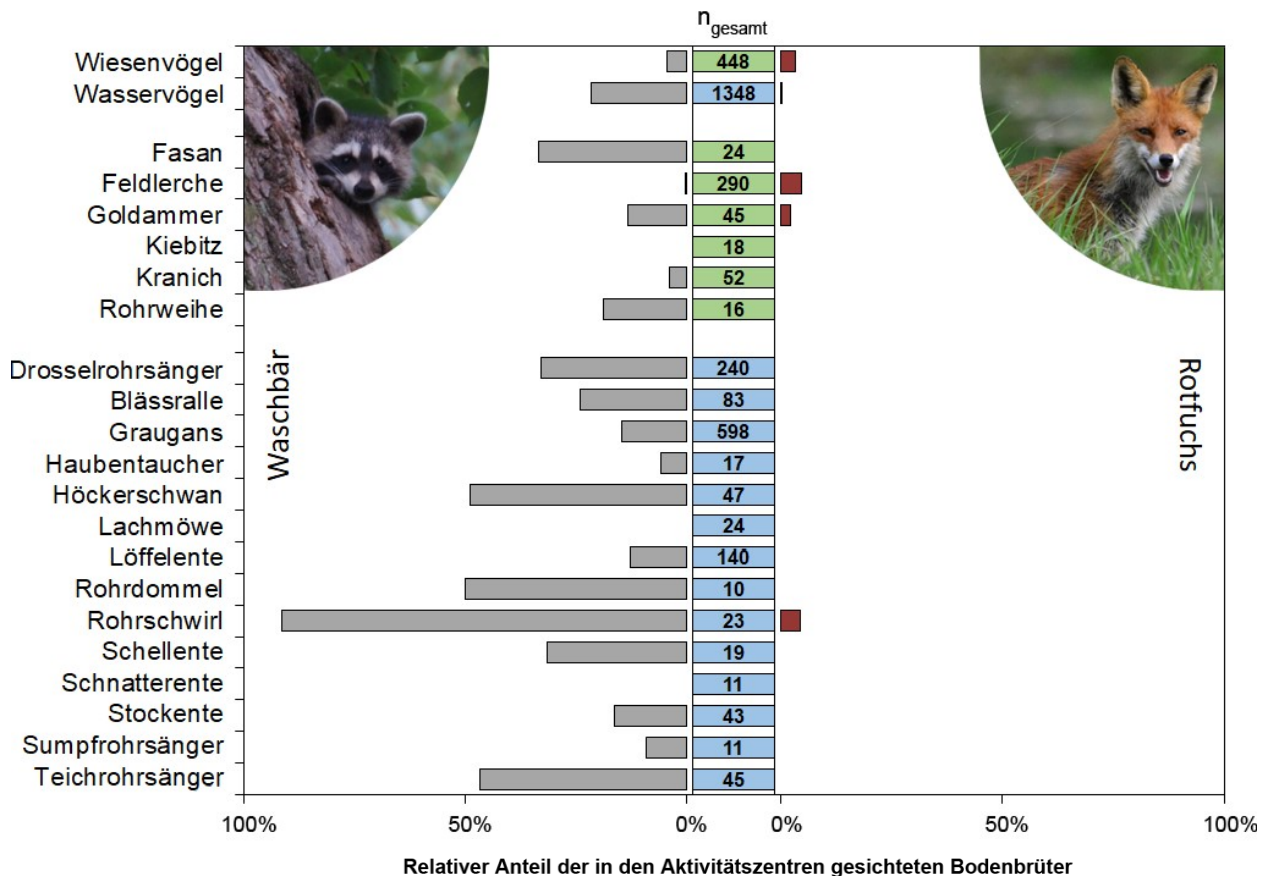 n gesamt
Wiesenvögel 448
Wasservögel 1348
Fasan 24
Feldlerche 290
Goldammer 45
Kiebitz 18
Kranich 52
Rohrweihe 16
Drosselrohrsänger 240
Blässralle 83
Graugans 598
Haubentaucher 17
Höckerschwan 47
Lachmöwe 24
Löffelente 140
Rohrdommel 10
Rohrschwirl 23
Schellente 19
Schnatterente 11
Stockente 43
Sumpfrohrsänger 11
Teichrohrsänger 45
Waschbär
Rotfuchs
100% 50% 0% 0% 50% 100%
Relativer Anteil der in den Aktivitätszentren gesichteten Bodenbrüter